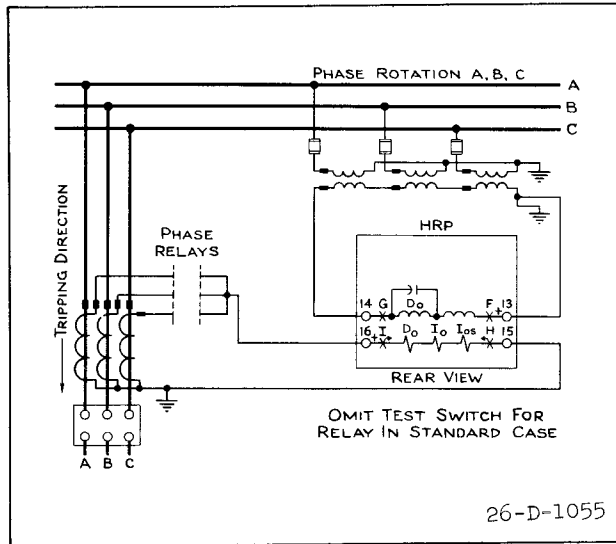 PHASE ROTATION A, B, C
A
B
C
TRIPPING DIRECTION
PHASE
RELAYS
HRP
14 G Do F + 13
16 + I Do Io Ios H 15
REAR VIEW
OMIT TEST SWITCH FOR
RELAY IN STANDARD CASE
A B C
26-D-1055